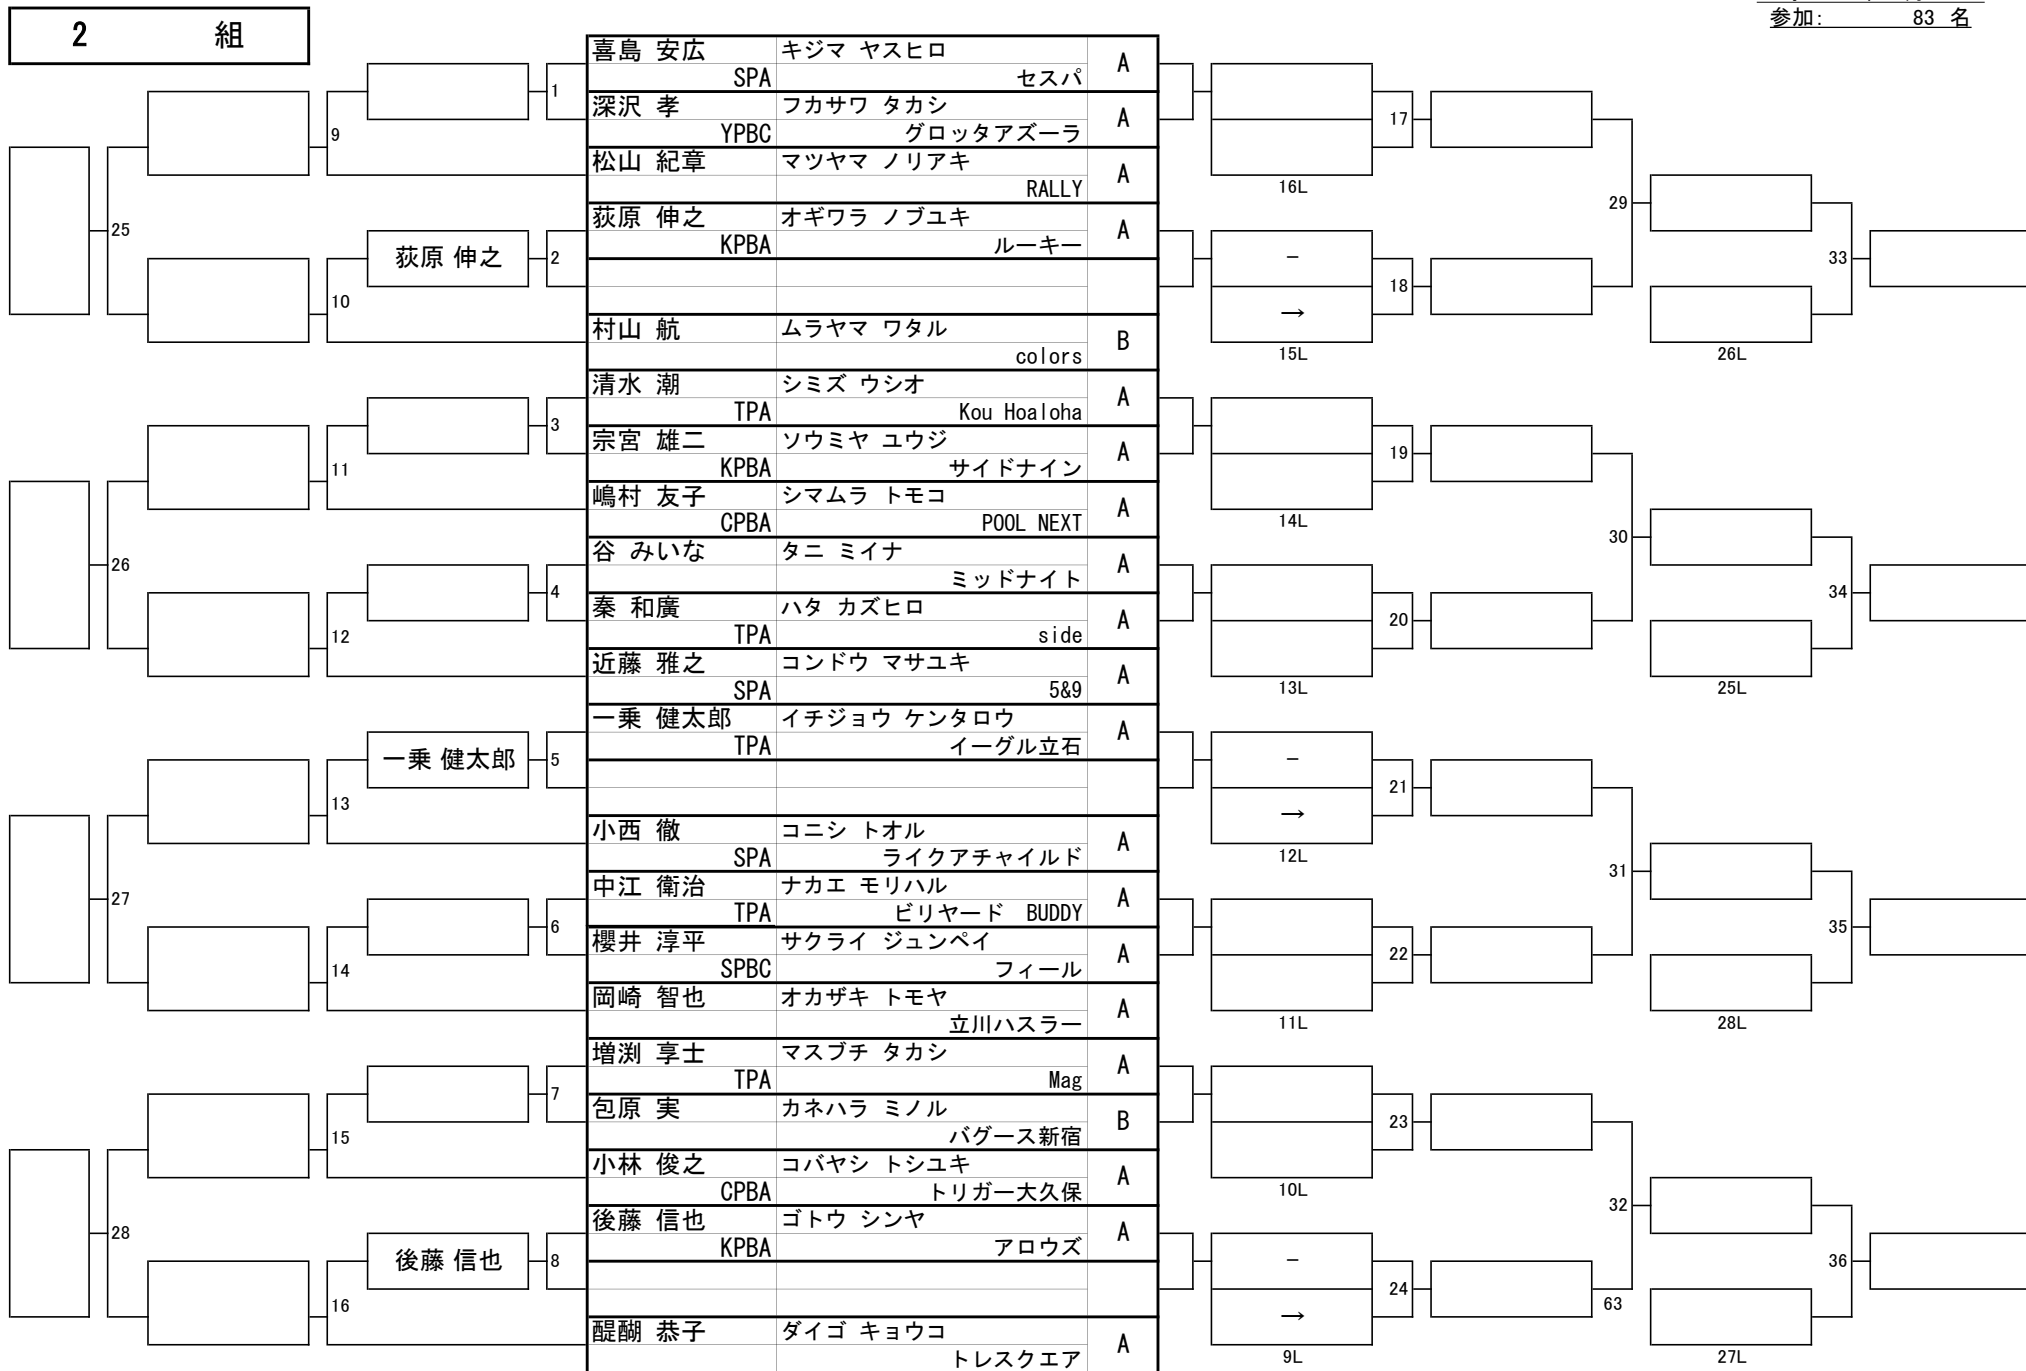 参加: 83 名
2 組
喜島 安広 キジマ ヤスヒロ A
SPA セスパ
1
深沢 孝 フカサワ タカシ A
YPBC グロッタアズーラ
9
17
松山 紀章 マツヤマ ノリアキ A
RALLY
16L
荻原 伸之 オギワラ ノブユキ A
KPBA ルーキー
25
29
荻原 伸之 2
－
33
10
18
→
村山 航 ムラヤマ ワタル B
colors
15L
26L
清水 潮 シミズ ウシオ A
TPA Kou Hoaloha
3
宗宮 雄二 ソウミヤ ユウジ A
KPBA サイドナイン
11
19
嶋村 友子 シマムラ トモコ A
CPBA POOL NEXT
14L
30
谷 みいな タニ ミイナ A
ミッドナイト
26
4
34
秦 和廣 ハタ カズヒロ A
TPA side
12
20
近藤 雅之 コンドウ マサユキ A
SPA 5&9
13L
25L
一乗 健太郎 イチジョウ ケンタロウ A
TPA イーグル立石
一乗 健太郎 5
－
13
21
→
小西 徹 コニシ トオル A
SPA ライクアチャイルド
12L
31
中江 衛治 ナカエ モリハル A
TPA ビリヤード BUDDY
27
6
35
櫻井 淳平 サクライ ジュンペイ A
SPBC フィール
14
22
岡崎 智也 オカザキ トモヤ A
立川ハスラー
11L
28L
増渕 享士 マスブチ タカシ A
TPA Mag
7
包原 実 カネハラ ミノル B
バグース新宿
15
23
小林 俊之 コバヤシ トシユキ A
CPBA トリガー大久保
10L
32
後藤 信也 ゴトウ シンヤ A
KPBA アロウズ
28
後藤 信也 8
－
36
16
24
63
→
醍醐 恭子 ダイゴ キョウコ A
トレスクエア
9L
27L